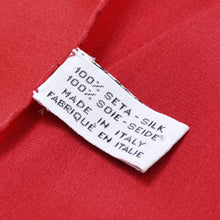 100% SETA-SILK
100% SOIE-SEIDE
MADE IN ITALY
FABRIQUÉ EN ITALIE